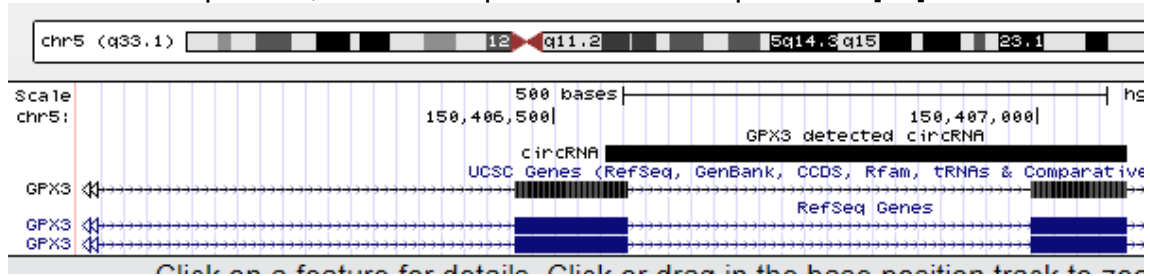 chr5 (q33.1) 12 q11.2 5q14.3 q15 23.1
Scale 500 bases hg
chr5: 150,406,500 150,407,000
GPX3 detected circRNA
circRNA
UCSC Genes (RefSeq, GenBank, CCDS, Rfam, tRNAs & Comparative
GPX3
RefSeq Genes
GPX3
GPX3
Click on a feature for details. Click or drag in the base position track to zoo